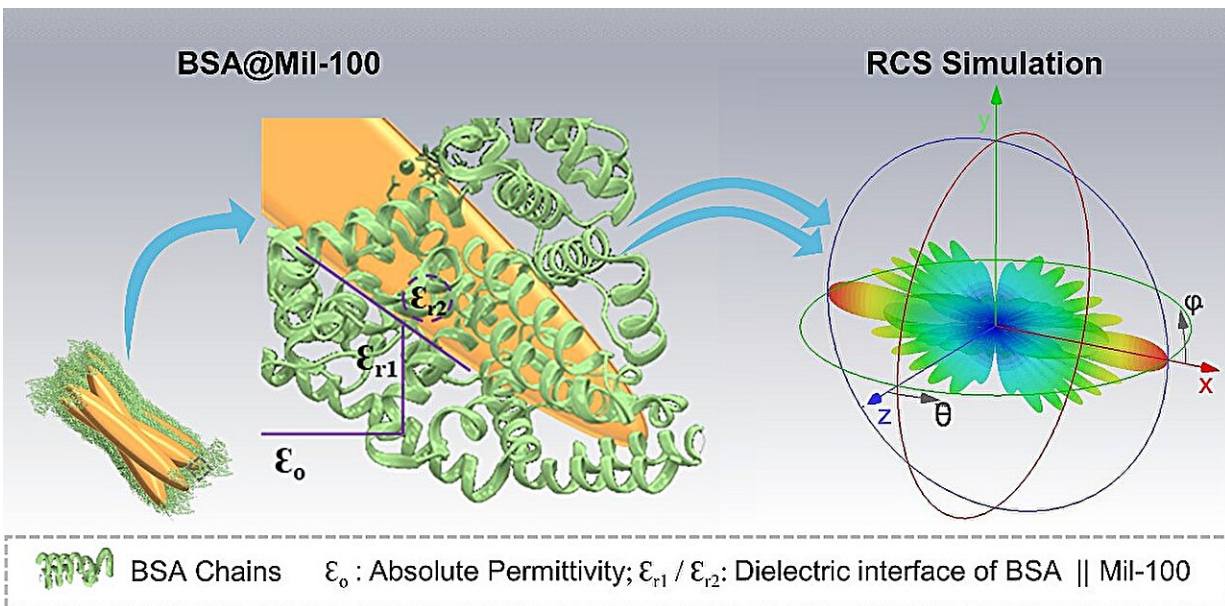 BSA@Mil-100
RCS Simulation
y
φ
x
z
θ
εr2
εr1
εo
BSA Chains εo : Absolute Permittivity; εr1 / εr2: Dielectric interface of BSA || Mil-100